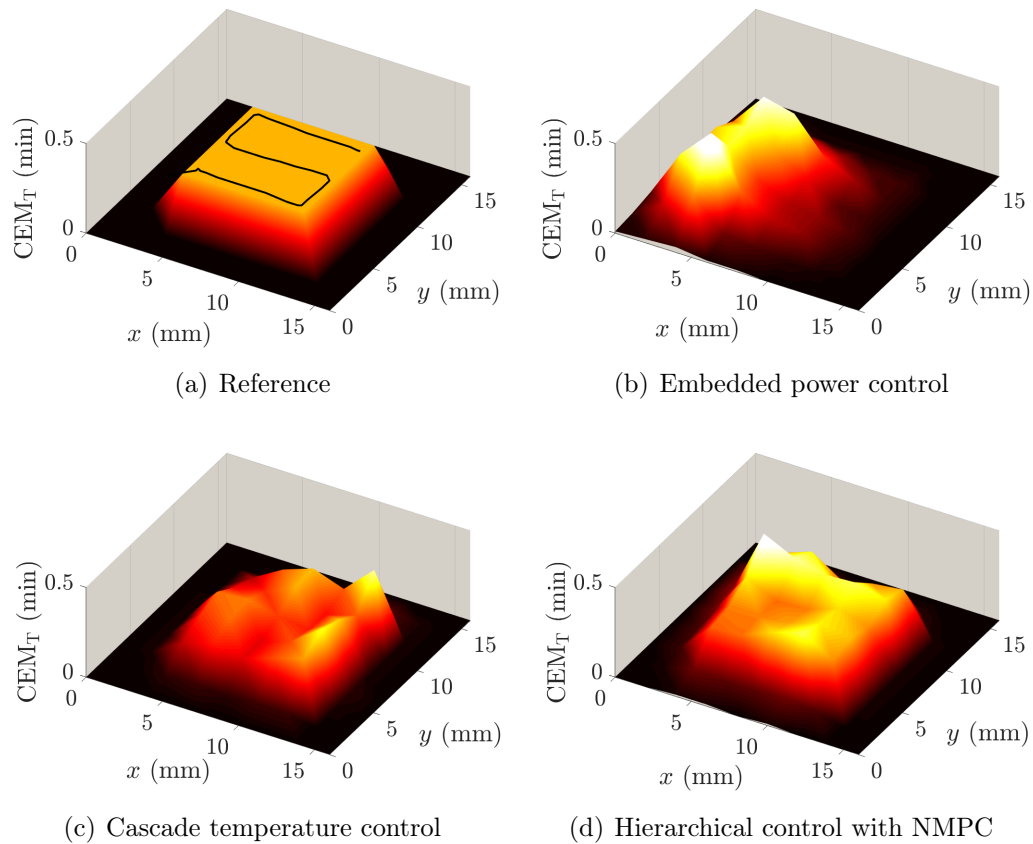 0.5
0
CEM_T (min)
0
5
10
15
x (mm)
0
5
10
15
y (mm)
(a) Reference
0.5
0
CEM_T (min)
0
5
10
15
x (mm)
0
5
10
15
y (mm)
(b) Embedded power control
0.5
0
CEM_T (min)
0
5
10
15
x (mm)
0
5
10
15
y (mm)
(c) Cascade temperature control
0.5
0
CEM_T (min)
0
5
10
15
x (mm)
0
5
10
15
y (mm)
(d) Hierarchical control with NMPC